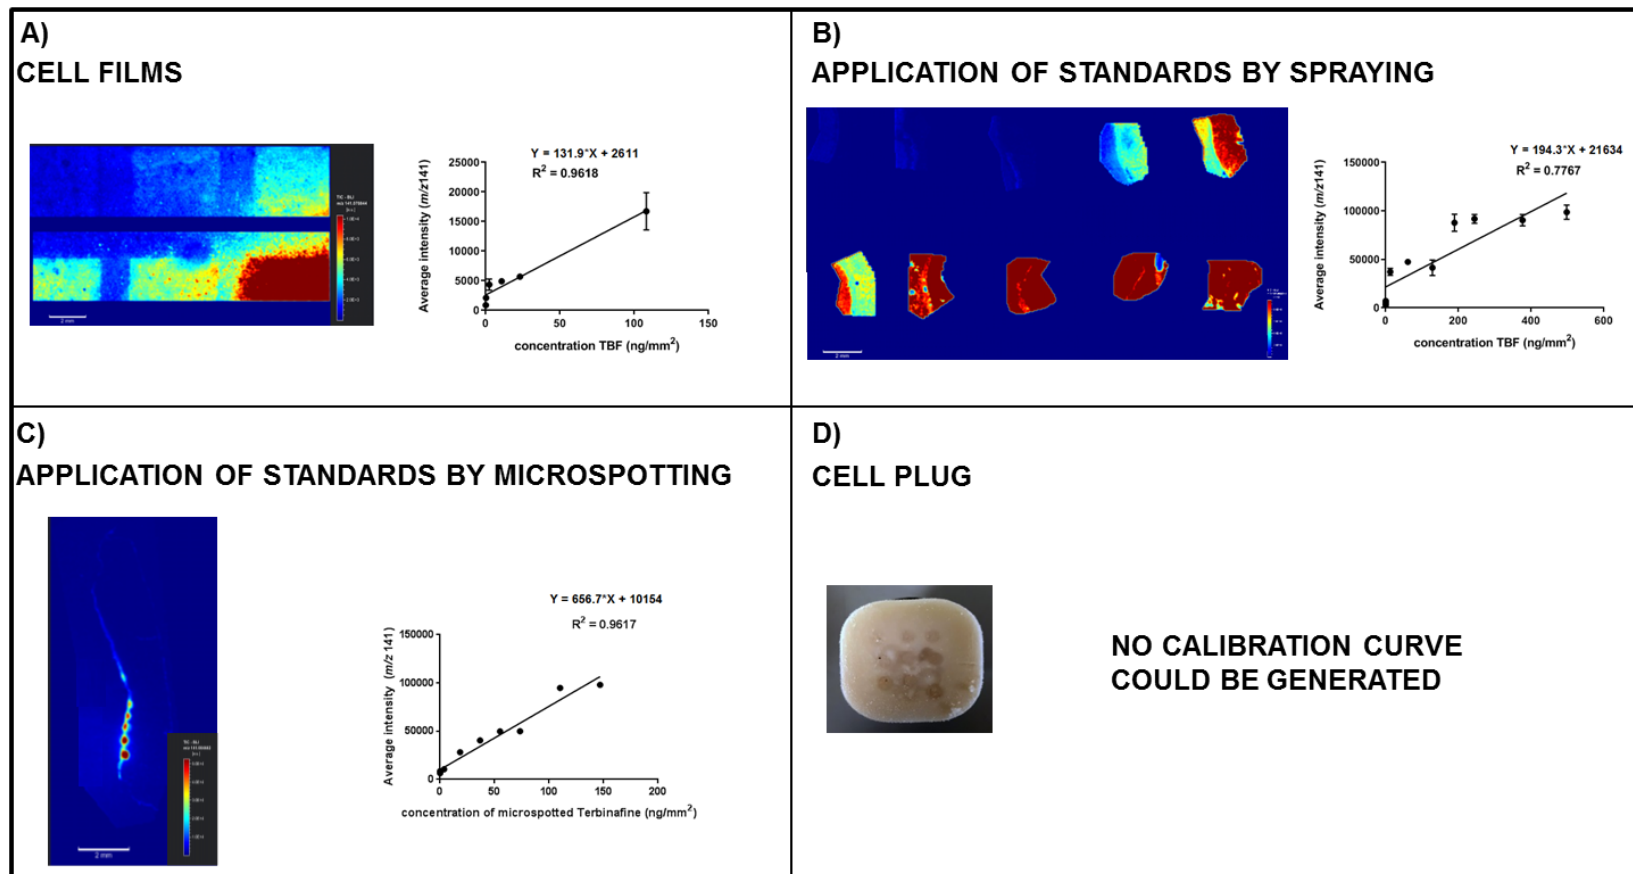 A)
CELL FILMS
Y = 131.9*X + 2611
R² = 0.9618
Average intensity (m/z141)
25000
20000
15000
10000
5000
0
0 50 100 150
concentration TBF (ng/mm²)
2 mm
B)
APPLICATION OF STANDARDS BY SPRAYING
Y = 194.3*X + 21634
R² = 0.7767
Average intensity (m/z141)
150000
100000
50000
0
0 200 400 600
concentration TBF (ng/mm²)
2 mm
C)
APPLICATION OF STANDARDS BY MICROSPOTTING
Y = 656.7*X + 10154
R² = 0.9617
Average intensity (m/z 141)
150000
100000
50000
0
0 50 100 150 200
concentration of microspotted Terbinafine (ng/mm²)
2 mm
D)
CELL PLUG
NO CALIBRATION CURVE
COULD BE GENERATED